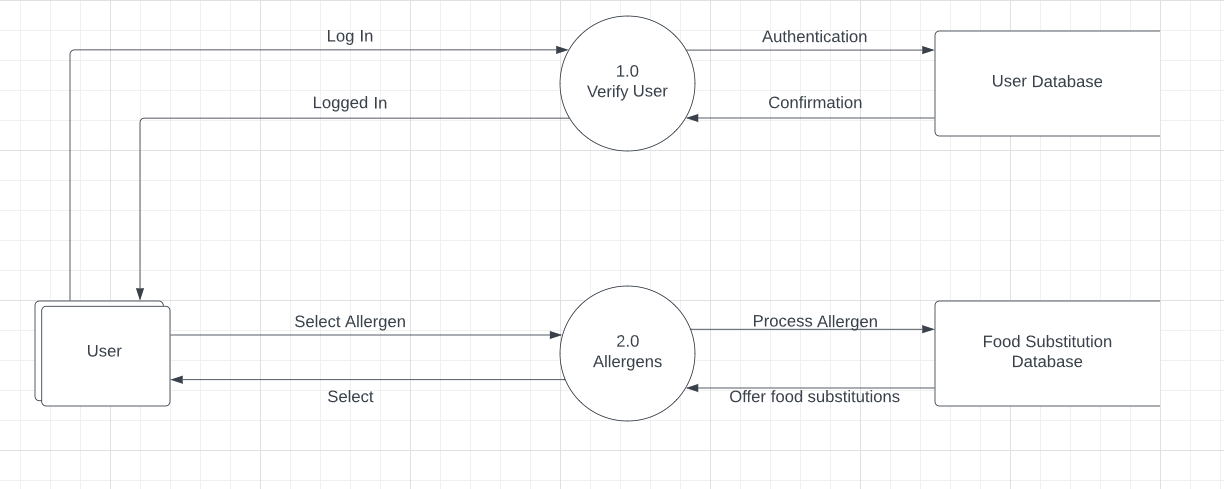 Log In
Authentication
1.0
Verify User
User Database
Logged In
Confirmation
Select Allergen
Process Allergen
User
2.0
Allergens
Food Substitution
Database
Select
Offer food substitutions